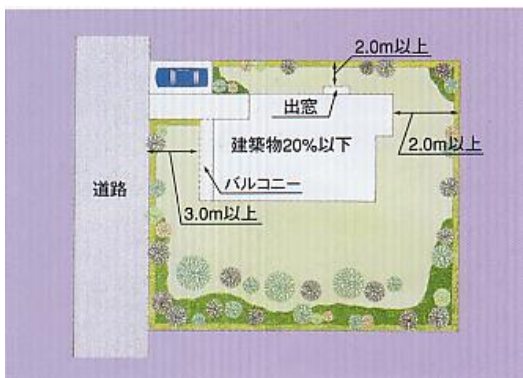 2.0m以上
出窓
建築物20%以下
2.0m以上
バルコニー
道路
3.0m以上